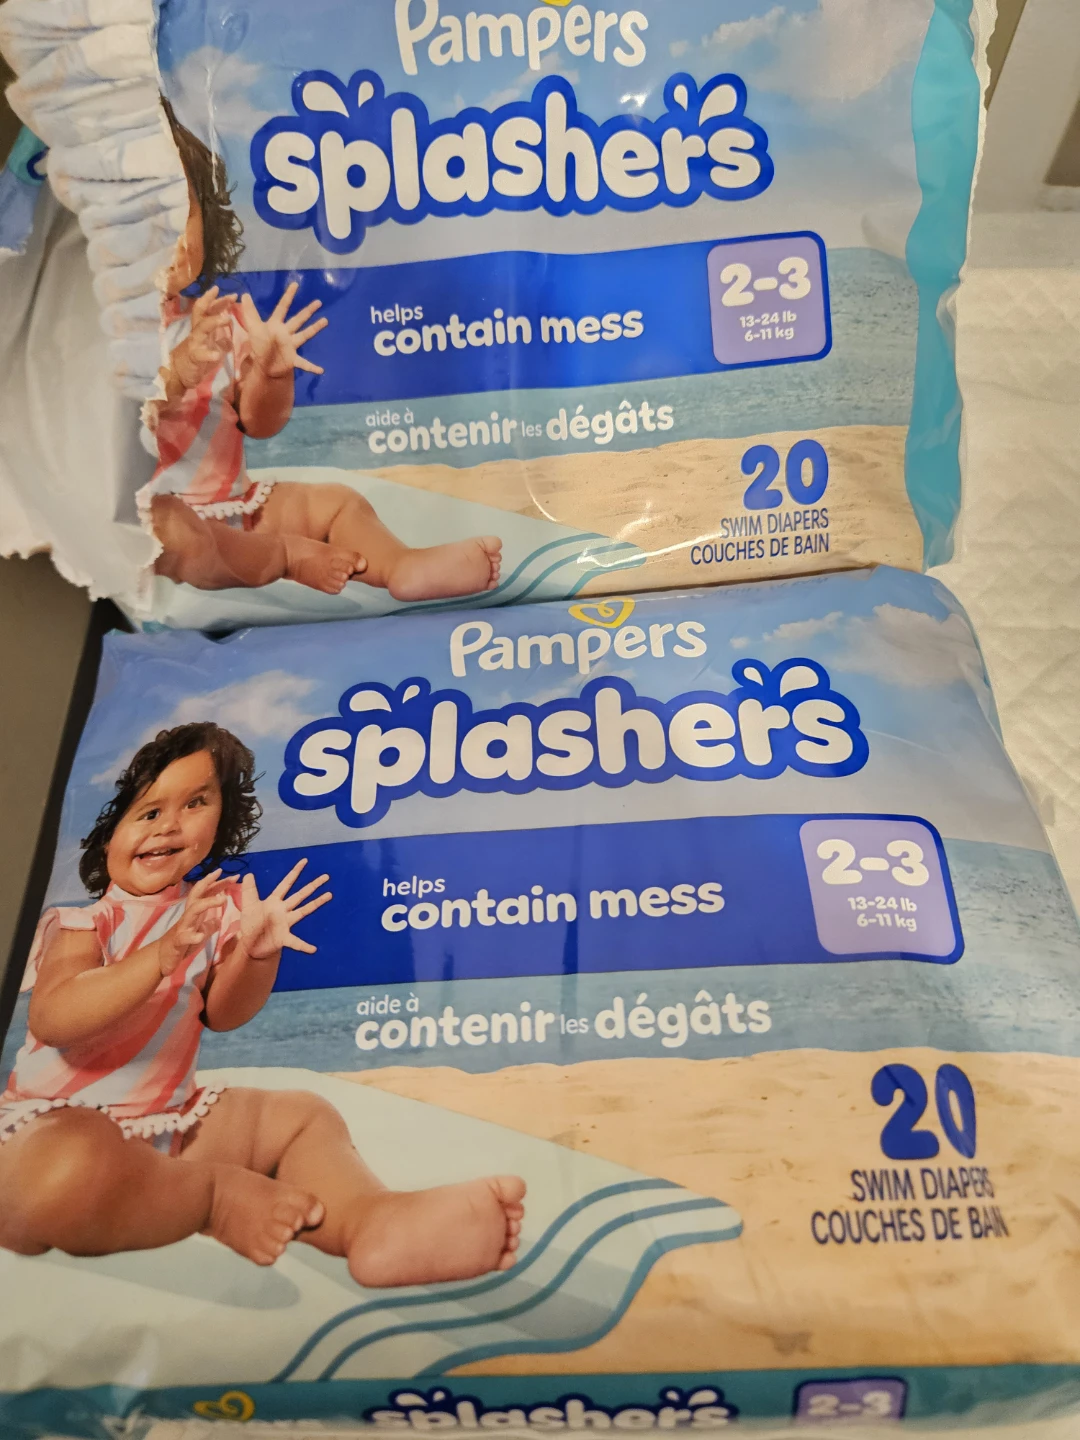 Pampers
splashers
2-3
13-24 lb
6-11 kg
helps
contain mess
aide à
contenir les dégâts
20
SWIM DIAPERS
COUCHES DE BAIN
Pampers
splashers
2-3
13-24 lb
6-11 kg
helps
contain mess
aide à
contenir les dégâts
20
SWIM DIAPERS
COUCHES DE BAIN
splashers
2-3